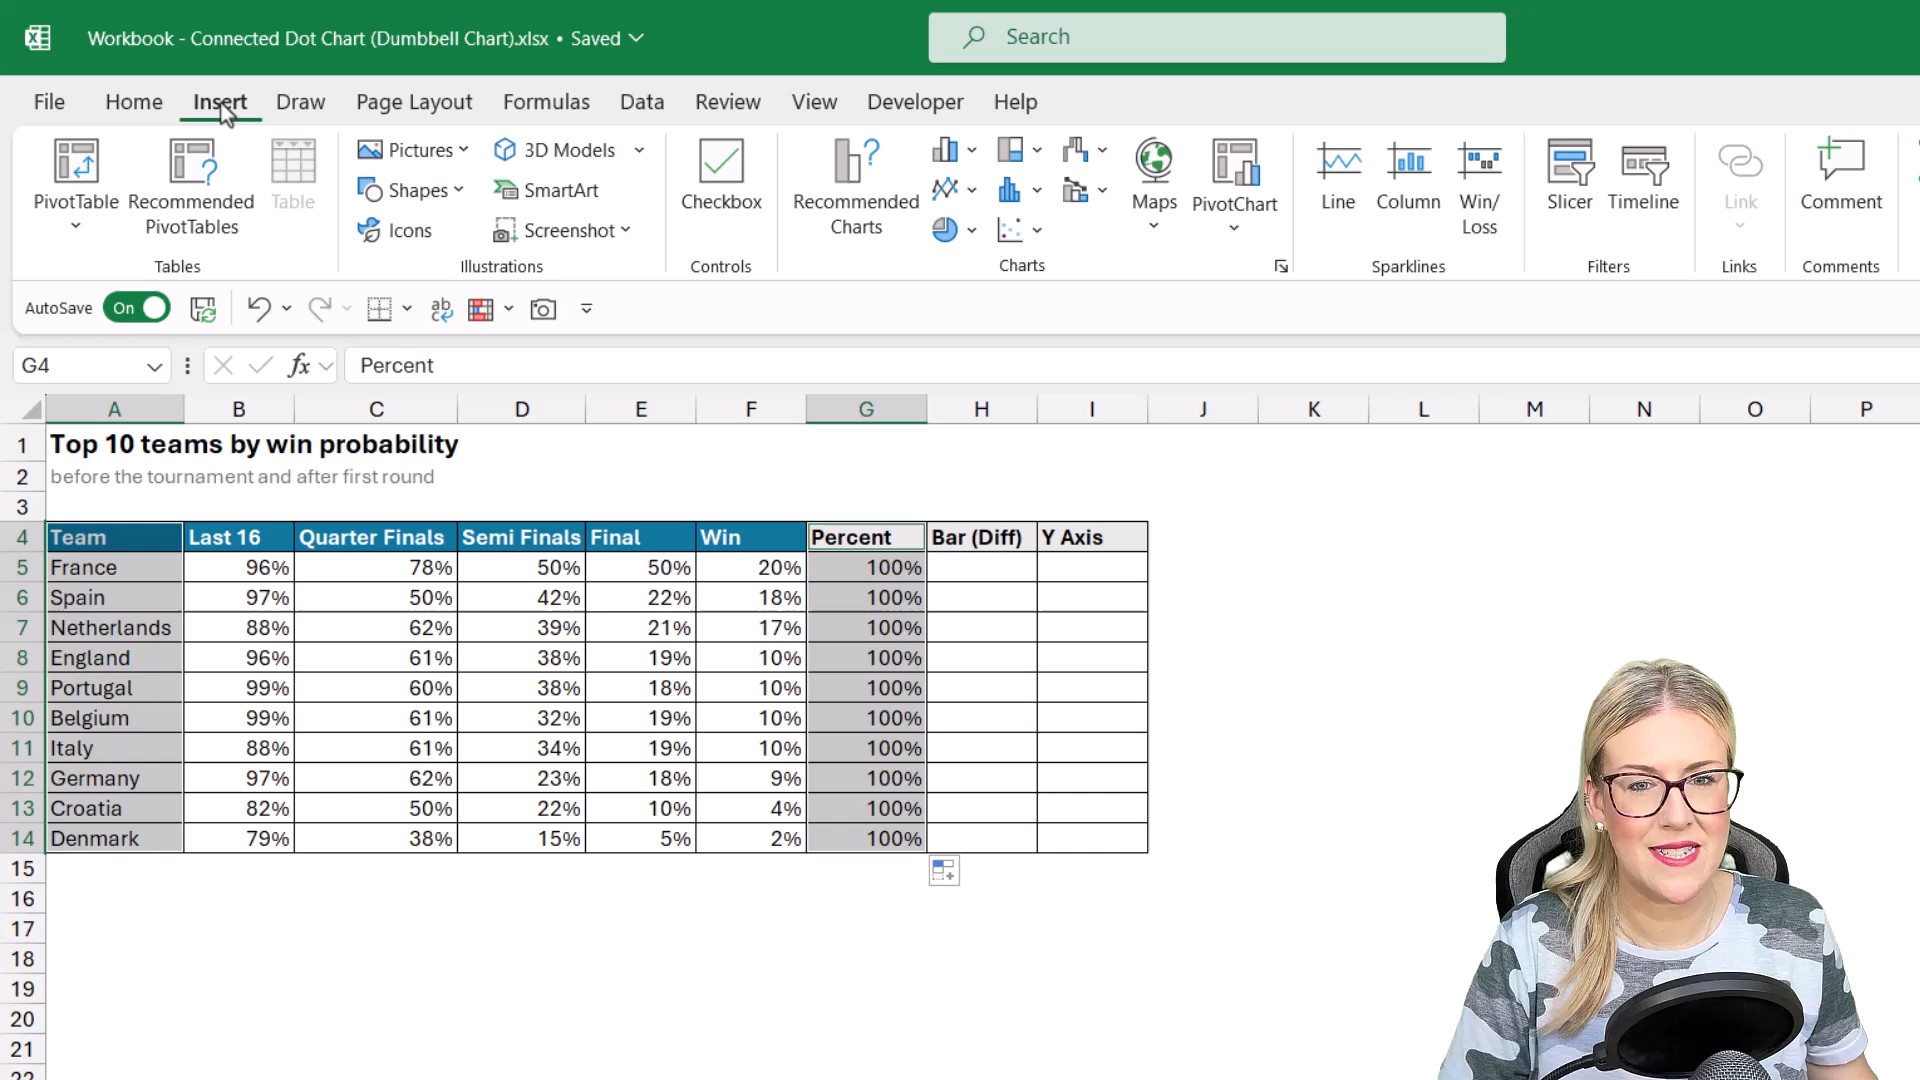 Workbook - Connected Dot Chart (Dumbbell Chart).xlsx • Saved
Search
File Home Insert Draw Page Layout Formulas Data Review View Developer Help
PivotTable
Recommended PivotTables
Table
Tables
Pictures
Shapes
Icons
3D Models
SmartArt
Screenshot
Illustrations
Checkbox
Controls
Recommended Charts
Maps
PivotChart
Charts
Line
Column
Win/ Loss
Sparklines
Slicer
Timeline
Filters
Link
Links
Comment
Comments
AutoSave On
G4 fx Percent
A B C D E F G H I J K L M N O P
1 Top 10 teams by win probability
2 before the tournament and after first round
3
4 Team Last 16 Quarter Finals Semi Finals Final Win Percent Bar (Diff) Y Axis
5 France 96% 78% 50% 50% 20% 100%
6 Spain 97% 50% 42% 22% 18% 100%
7 Netherlands 88% 62% 39% 21% 17% 100%
8 England 96% 61% 38% 19% 10% 100%
9 Portugal 99% 60% 38% 18% 10% 100%
10 Belgium 99% 61% 32% 19% 10% 100%
11 Italy 88% 61% 34% 19% 10% 100%
12 Germany 97% 62% 23% 18% 9% 100%
13 Croatia 82% 50% 22% 10% 4% 100%
14 Denmark 79% 38% 15% 5% 2% 100%
15
16
17
18
19
20
21
22